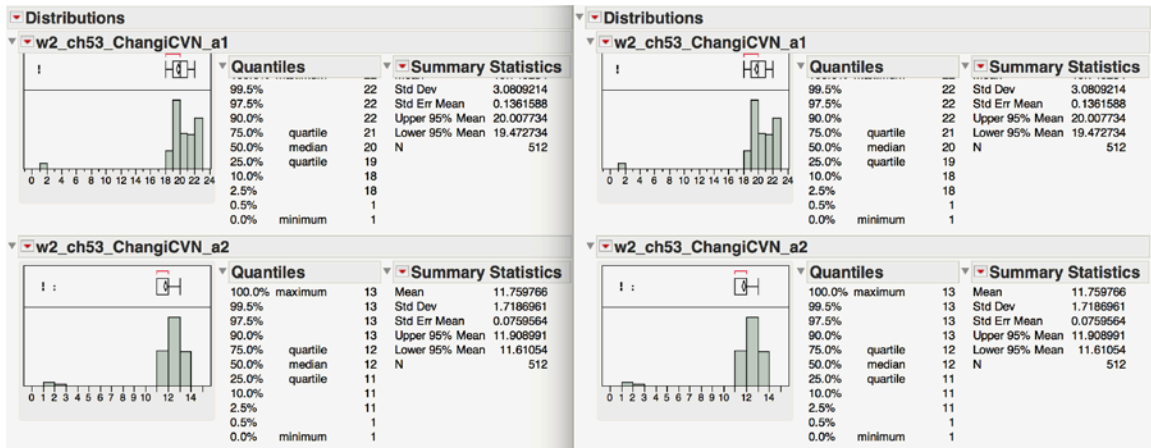 Distributions
w2_ch53_ChangiCVN_a1
Quantiles
99.5% 22
97.5% 22
90.0% 22
75.0% quartile 21
50.0% median 20
25.0% quartile 19
10.0% 18
2.5% 18
0.5% 1
0.0% minimum 1
Summary Statistics
Std Dev 3.0809214
Std Err Mean 0.1361588
Upper 95% Mean 20.007734
Lower 95% Mean 19.472734
N 512
0 2 4 6 8 10 12 14 16 18 20 22 24
w2_ch53_ChangiCVN_a2
Quantiles
100.0% maximum 13
99.5% 13
97.5% 13
90.0% 13
75.0% quartile 12
50.0% median 12
25.0% quartile 11
10.0% 11
2.5% 11
0.5% 1
0.0% minimum 1
Summary Statistics
Mean 11.759766
Std Dev 1.7186961
Std Err Mean 0.0759564
Upper 95% Mean 11.908991
Lower 95% Mean 11.61054
N 512
0 1 2 3 4 5 6 7 8 9 10 12 14
Distributions
w2_ch53_ChangiCVN_a1
Quantiles
99.5% 22
97.5% 22
90.0% 22
75.0% quartile 21
50.0% median 20
25.0% quartile 19
10.0% 18
2.5% 18
0.5% 1
0.0% minimum 1
Summary Statistics
Std Dev 3.0809214
Std Err Mean 0.1361588
Upper 95% Mean 20.007734
Lower 95% Mean 19.472734
N 512
0 2 4 6 8 10 12 14 16 18 20 22 24
w2_ch53_ChangiCVN_a2
Quantiles
100.0% maximum 13
99.5% 13
97.5% 13
90.0% 13
75.0% quartile 12
50.0% median 12
25.0% quartile 11
10.0% 11
2.5% 11
0.5% 1
0.0% minimum 1
Summary Statistics
Mean 11.759766
Std Dev 1.7186961
Std Err Mean 0.0759564
Upper 95% Mean 11.908991
Lower 95% Mean 11.61054
N 512
0 1 2 3 4 5 6 7 8 9 10 12 14